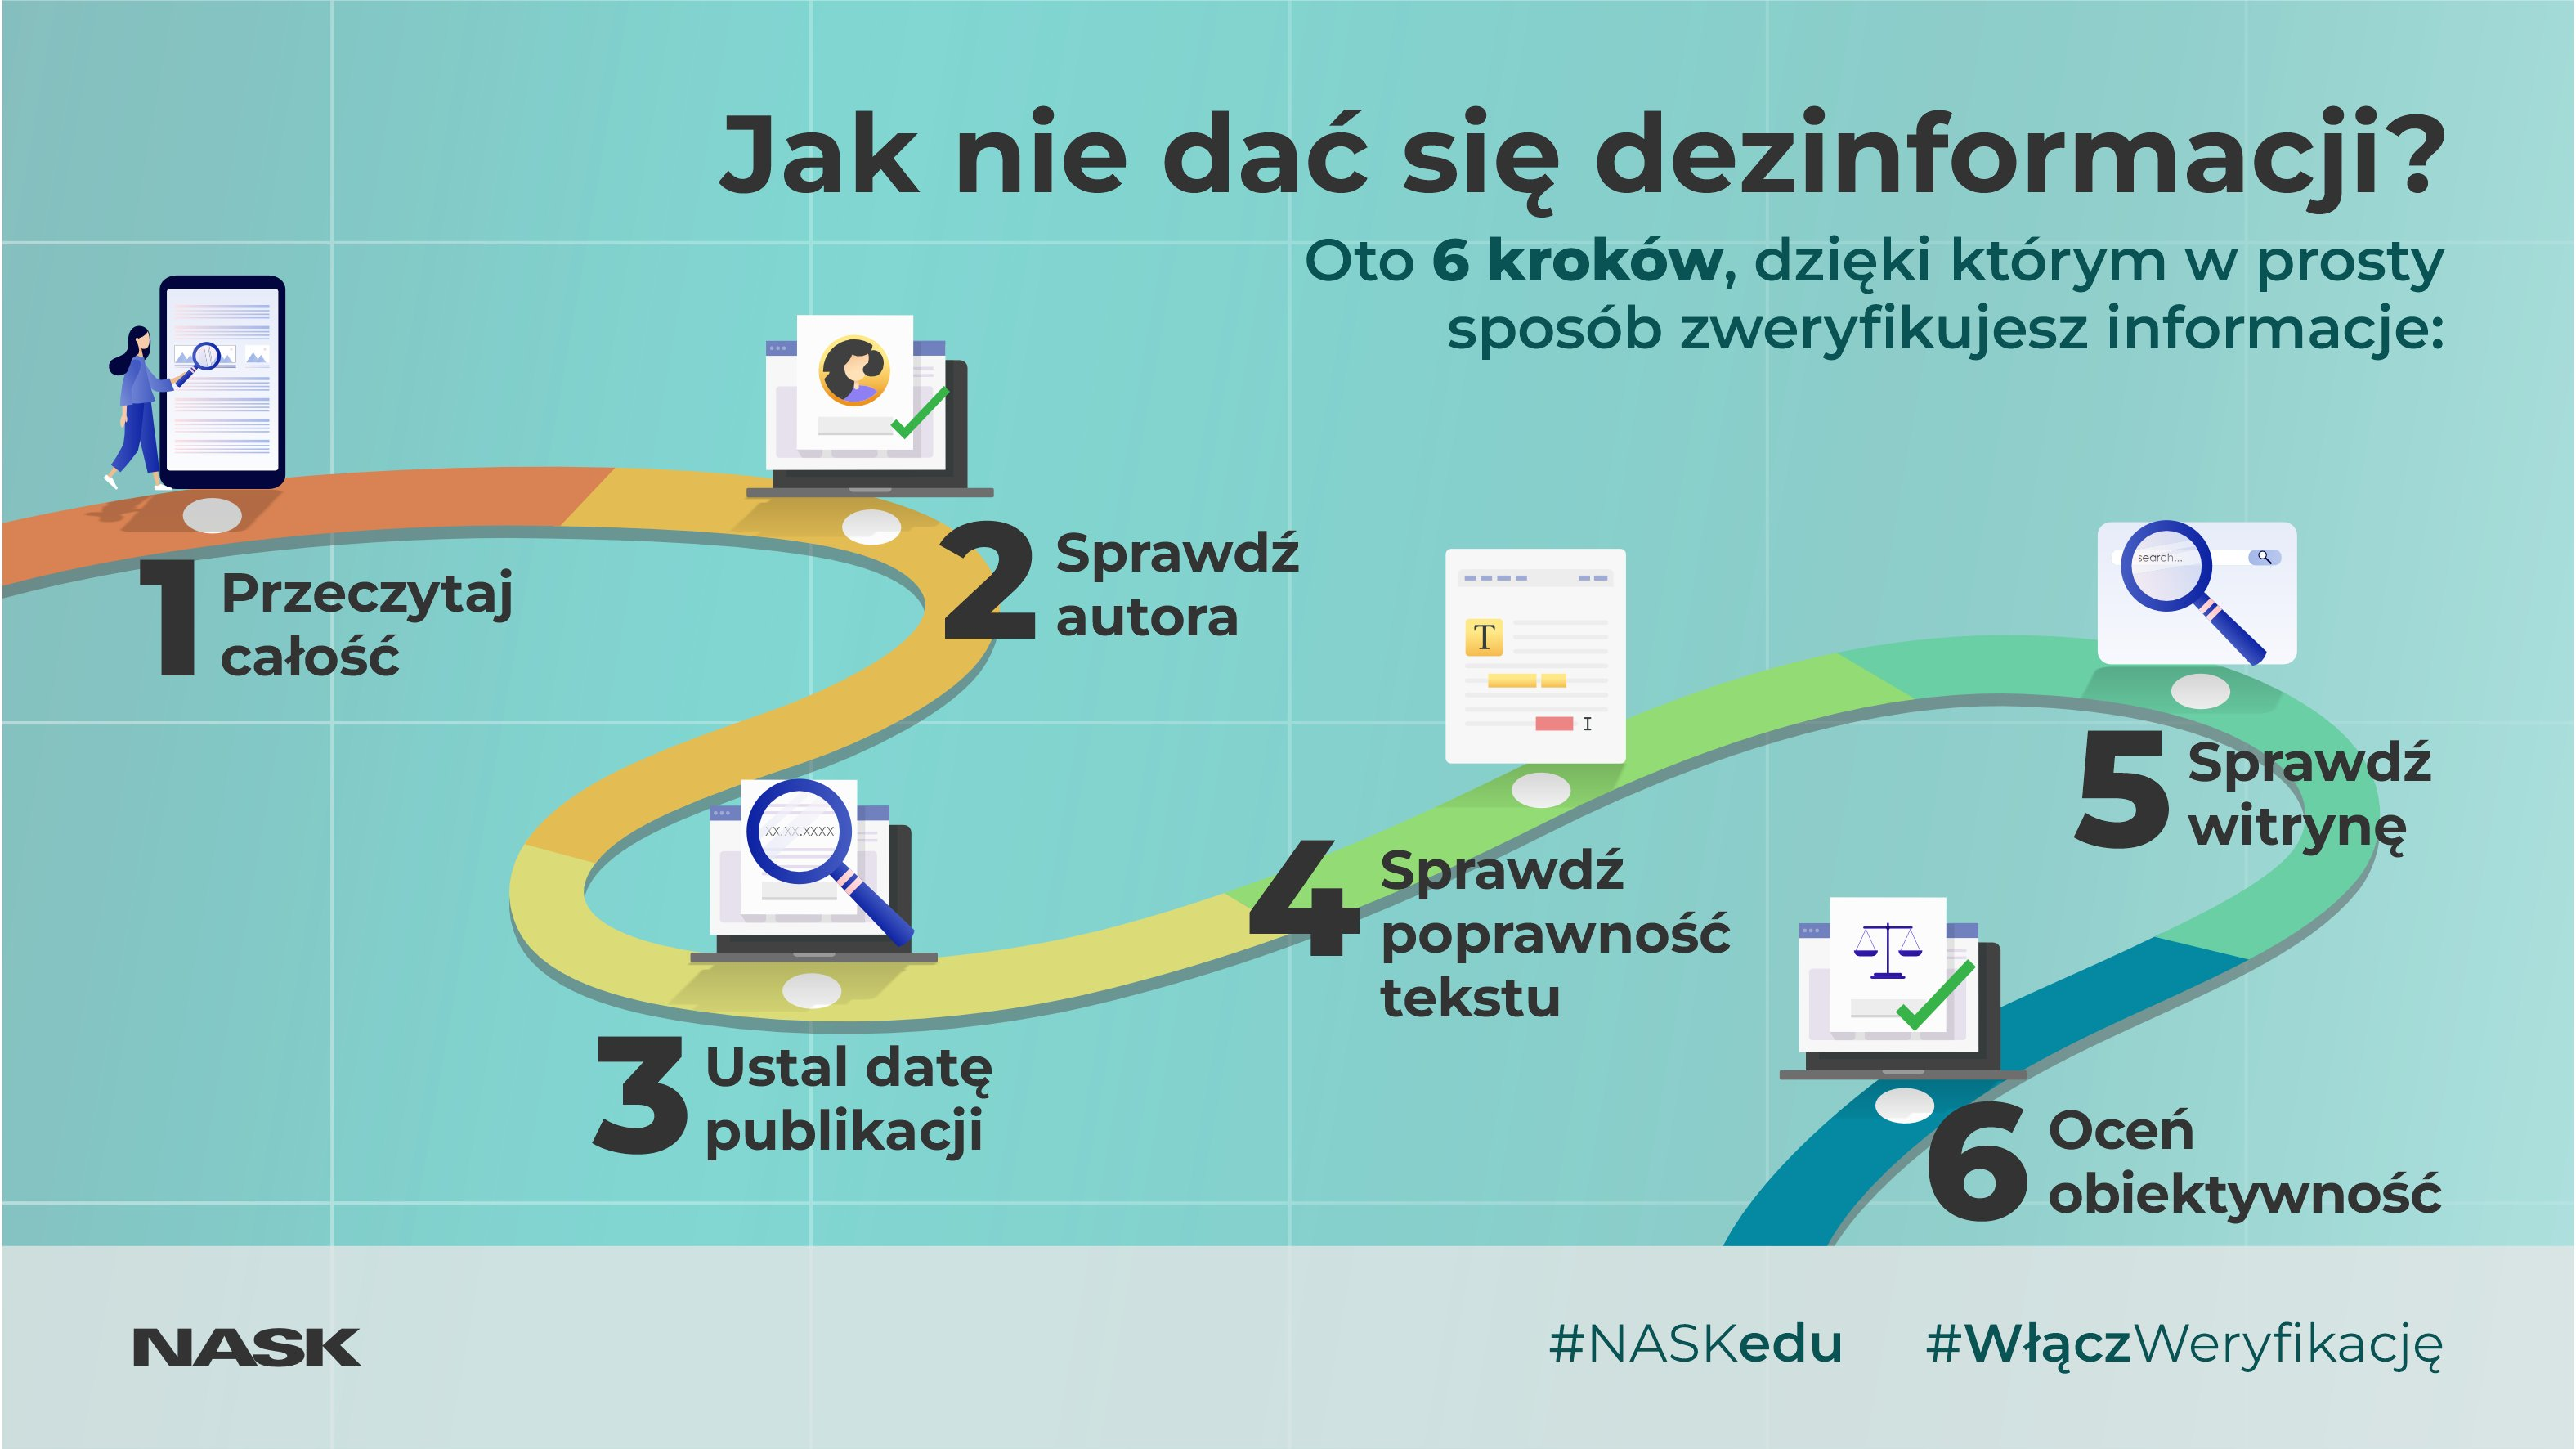 Jak nie dać się dezinformacji?
Oto 6 kroków, dzięki którym w prosty
sposób zweryfikujesz informacje:
1 Przeczytaj
całość
2 Sprawdź
autora
XX.XX.XXXX
3 Ustal datę
publikacji
T
4 Sprawdź
poprawność
tekstu
search...
5 Sprawdź
witrynę
6 Oceń
obiektywność
NASK
#NASKedu #WłączWeryfikację